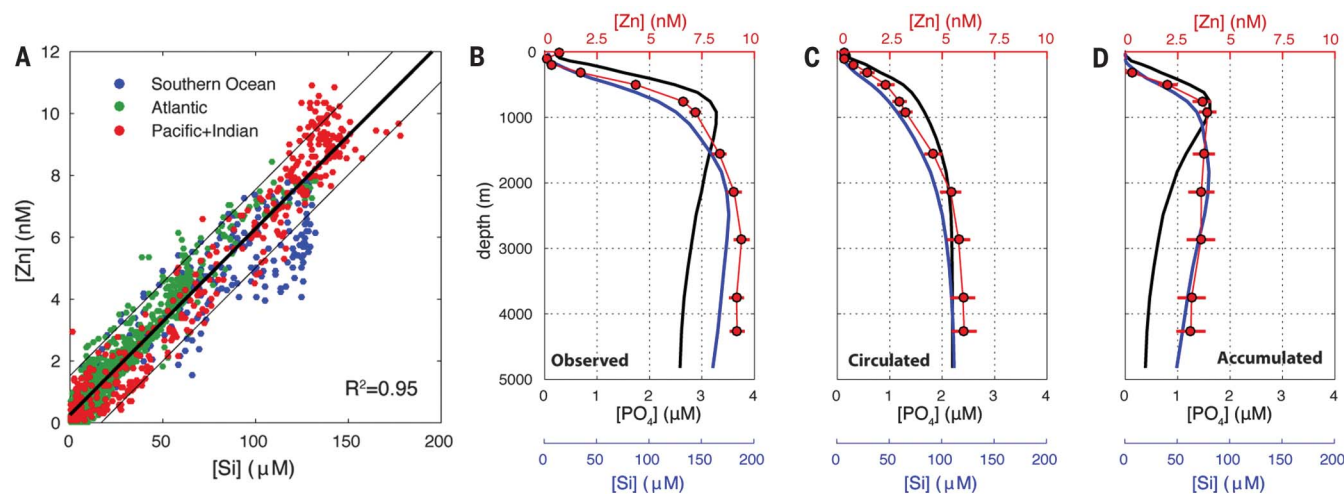 A
[Zn] (nM)
12
10
8
6
4
2
0
Southern Ocean
Atlantic
Pacific+Indian
R²=0.95
0 50 100 150 200
[Si] (µM)
B
[Zn] (nM)
0 2.5 5 7.5 10
0
1000
2000
3000
4000
5000
depth (m)
Observed
0 1 2 3 4
[PO₄] (µM)
0 50 100 150 200
[Si] (µM)
C
[Zn] (nM)
0 2.5 5 7.5 10
depth (m)
Circulated
0 1 2 3 4
[PO₄] (µM)
0 50 100 150 200
[Si] (µM)
D
[Zn] (nM)
0 2.5 5 7.5 10
depth (m)
Accumulated
0 1 2 3 4
[PO₄] (µM)
0 50 100 150 200
[Si] (µM)